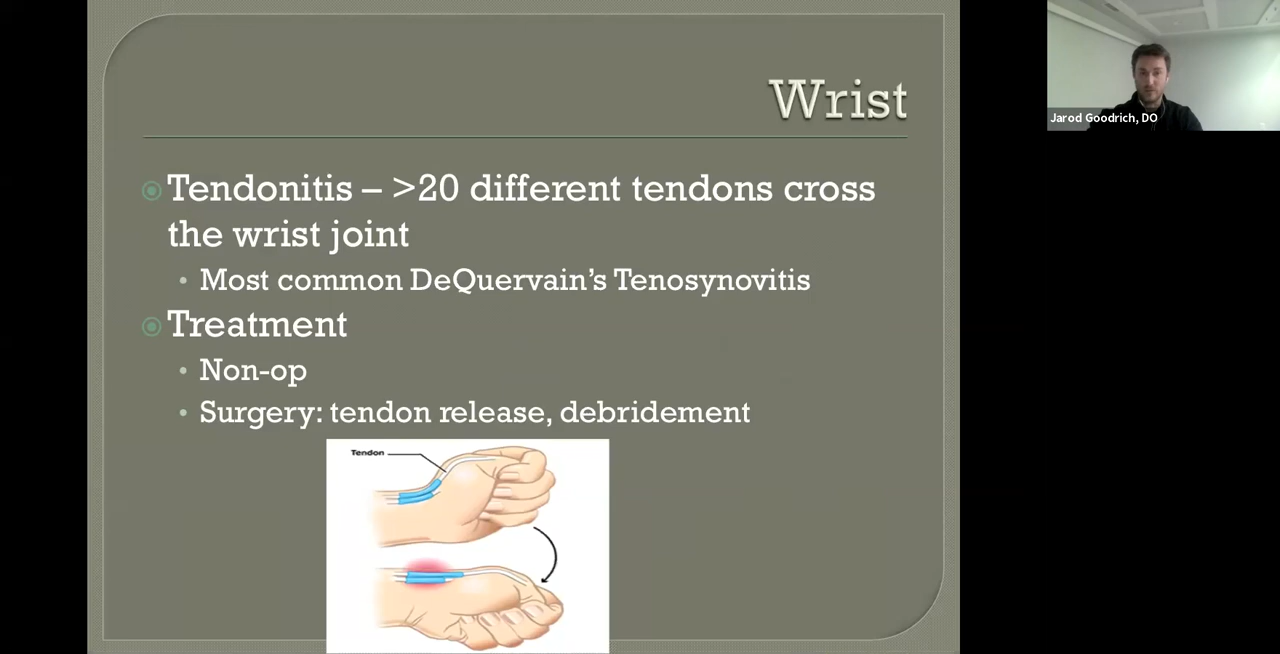 Wrist
Tendonitis – >20 different tendons cross
the wrist joint
Most common DeQuervain’s Tenosynovitis
Treatment
Non-op
Surgery: tendon release, debridement
Tendon
Jarod Goodrich, DO